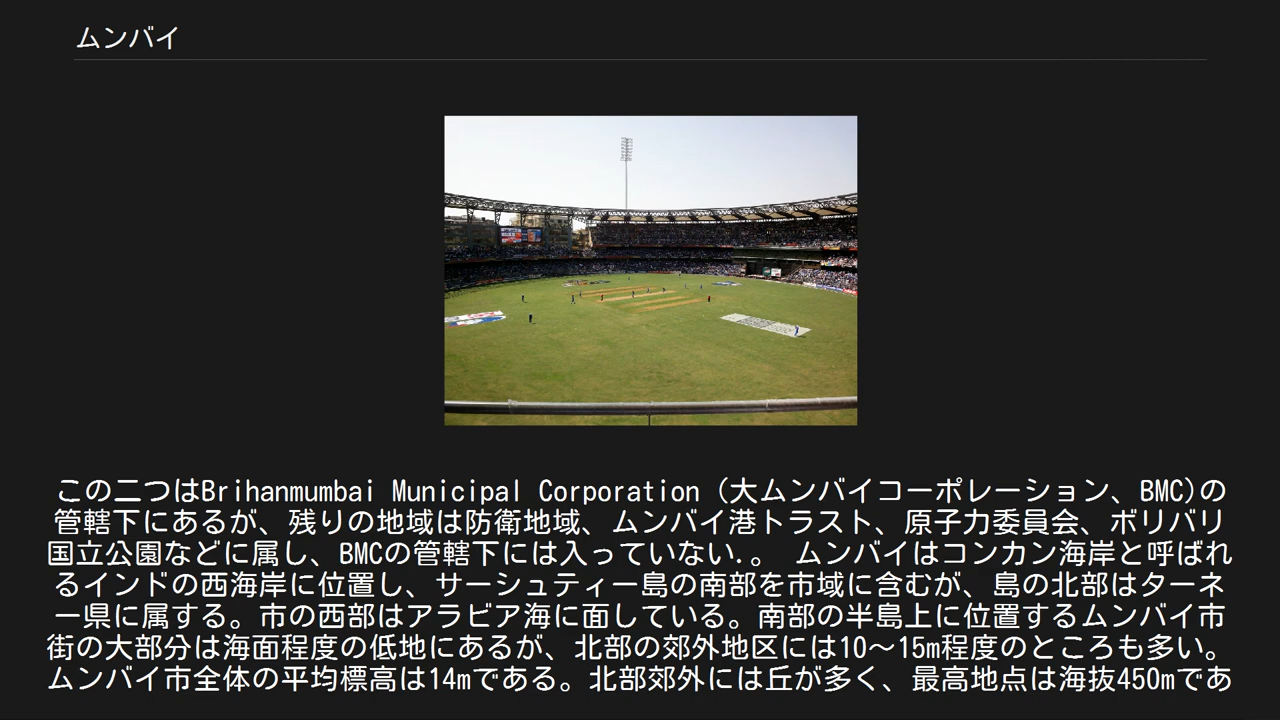 ムンバイ
この二つはBrihanmumbai Municipal Corporation (大ムンバイコーポレーション、BMC)の
管轄下にあるが、残りの地域は防衛地域、ムンバイ港トラスト、原子力委員会、ボリバリ
国立公園などに属し、BMCの管轄下には入っていない.。 ムンバイはコンカン海岸と呼ばれ
るインドの西海岸に位置し、サーシュティー島の南部を市域に含むが、島の北部はターネ
ー県に属する。市の西部はアラビア海に面している。南部の半島上に位置するムンバイ市
街の大部分は海面程度の低地にあるが、北部の郊外地区には10〜15m程度のところも多い。
ムンバイ市全体の平均標高は14mである。北部郊外には丘が多く、最高地点は海抜450mであ